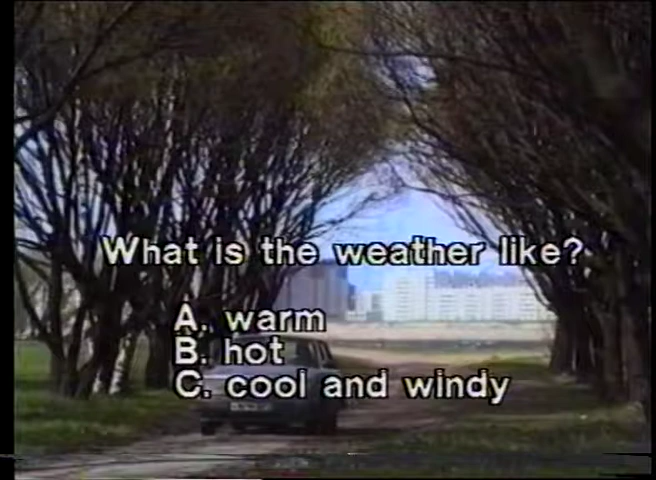 What is the weather like?
A. warm
B. hot
C. cool and windy